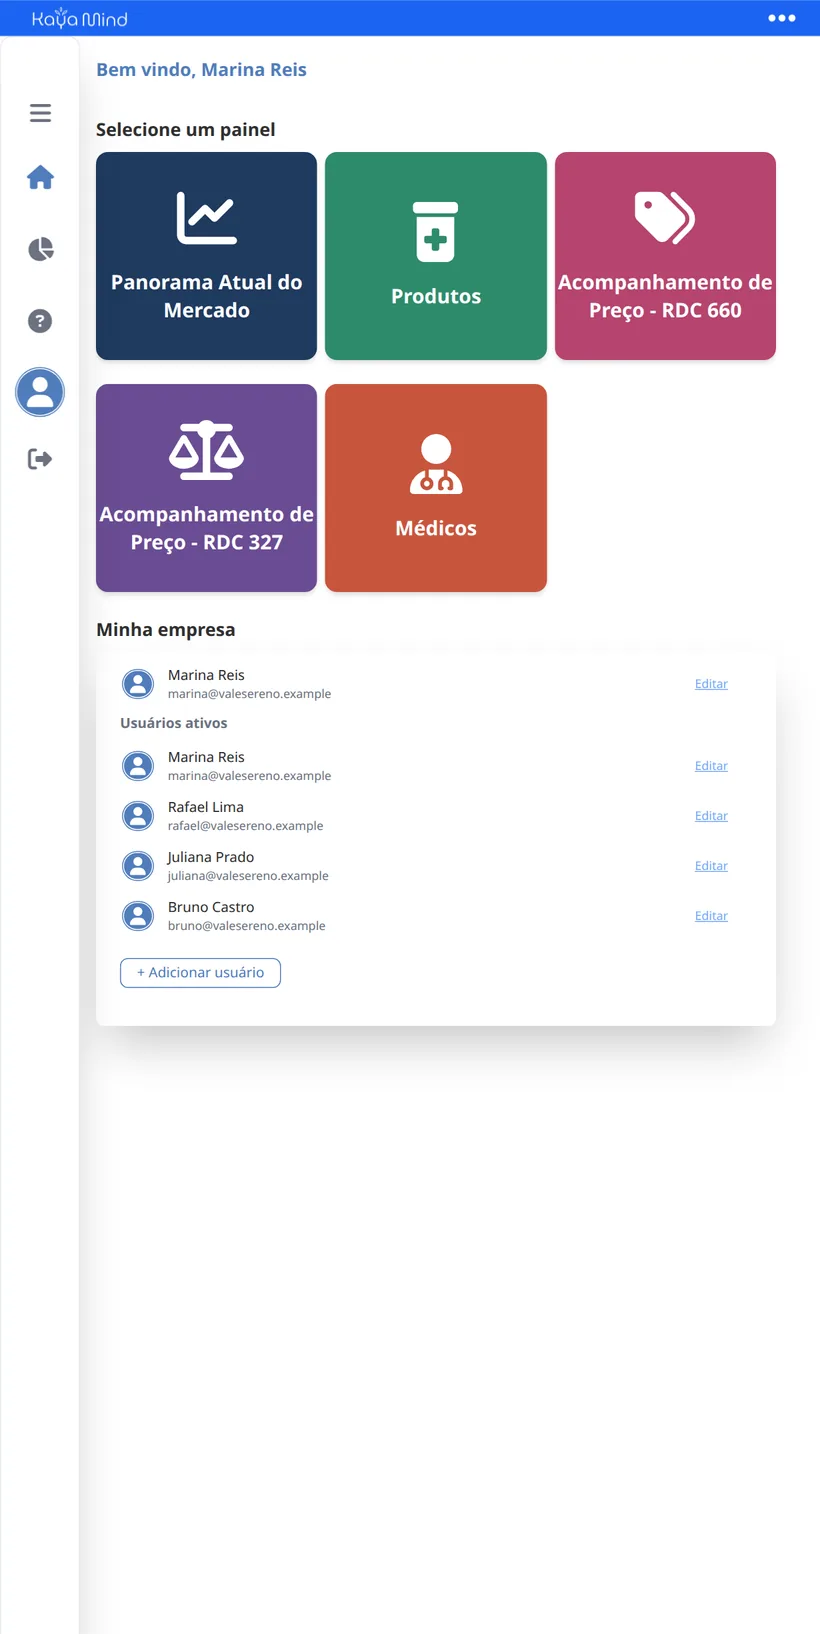 Kaya Mind
Bem vindo, Marina Reis
Selecione um painel
Panorama Atual do
Mercado
Produtos
Acompanhamento de
Preço - RDC 660
Acompanhamento de
Preço - RDC 327
Médicos
Minha empresa
Marina Reis
marina@valesereno.example
Editar
Usuários ativos
Marina Reis
marina@valesereno.example
Editar
Rafael Lima
rafael@valesereno.example
Editar
Juliana Prado
juliana@valesereno.example
Editar
Bruno Castro
bruno@valesereno.example
Editar
+ Adicionar usuário